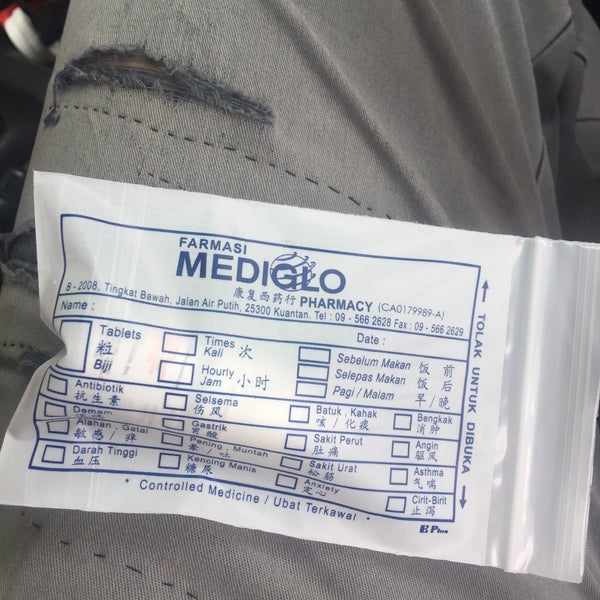 FARMASI
MEDIGLO
康复西药行 PHARMACY (CA0179989-A)
B - 2008, Tingkat Bawah, Jalan Air Putih, 25300 Kuantan. Tel : 09 - 566 2628 Fax : 09 - 566 2629
Name : Date :
Tablets 粒 Biji
Times Kali 次
Hourly Jam 小时
Sebelum Makan 饭前
Selepas Makan 饭后
Pagi / Malam 早 / 晚
Antibiotik 抗生素
Selsema 伤风
Batuk , Kahak 咳 / 化痰
Bengkak 消肿
Demam
Gastrik 胃酸
Sakit Perut 肚痛
Angin 驱风
Alahan , Gatal 敏感 / 痒
Pening , Muntah
Sakit Urat 松筋
Asthma 气喘
Darah Tinggi 血压
Kencing Manis 糖尿
Anxiety 定心
Cirit-Birit 止泻
* Controlled Medicine / Ubat Terkawal *
E Plus
TOLAK UNTUK DIBUKA